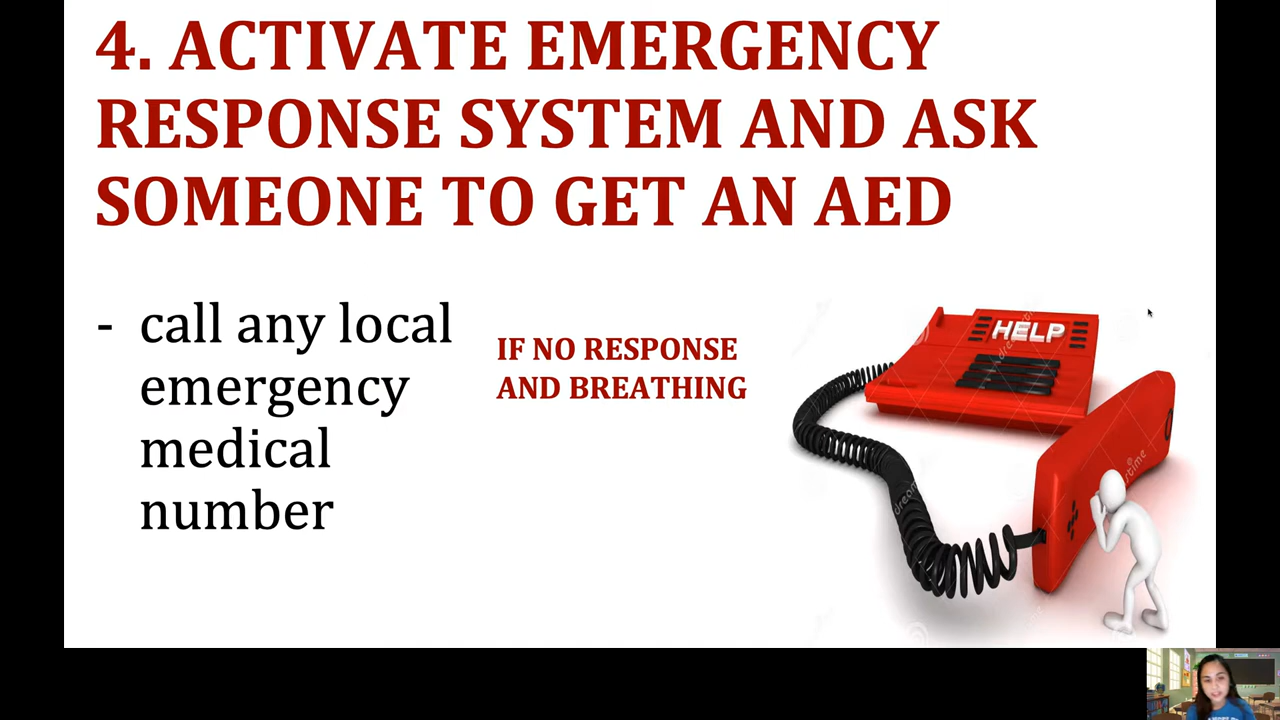 4. ACTIVATE EMERGENCY
RESPONSE SYSTEM AND ASK
SOMEONE TO GET AN AED
- call any local
emergency
medical
number
IF NO RESPONSE
AND BREATHING
HELP